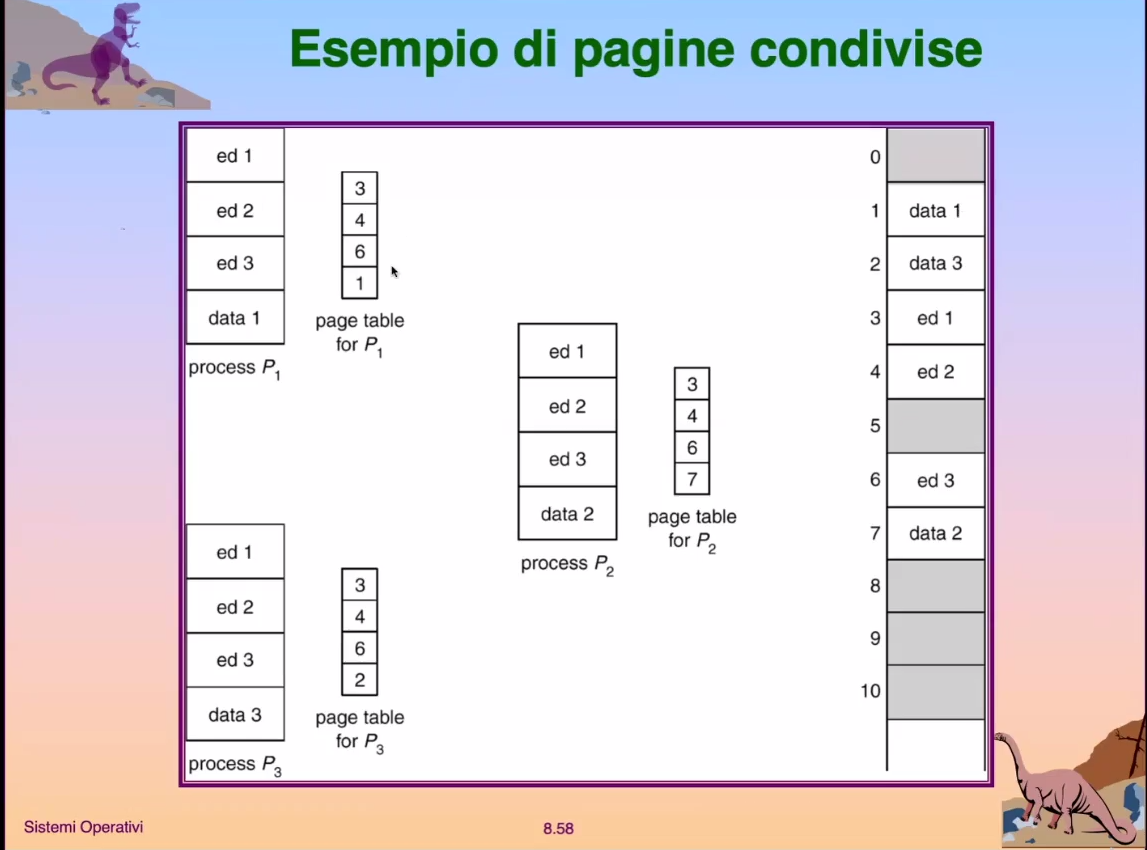 Esempio di pagine condivise
ed 1
ed 2
ed 3
data 1
process P1
3
4
6
1
page table
for P1
ed 1
ed 2
ed 3
data 2
process P2
3
4
6
7
page table
for P2
ed 1
ed 2
ed 3
data 3
process P3
3
4
6
2
page table
for P3
0
1 data 1
2 data 3
3 ed 1
4 ed 2
5
6 ed 3
7 data 2
8
9
10
Sistemi Operativi
8.58